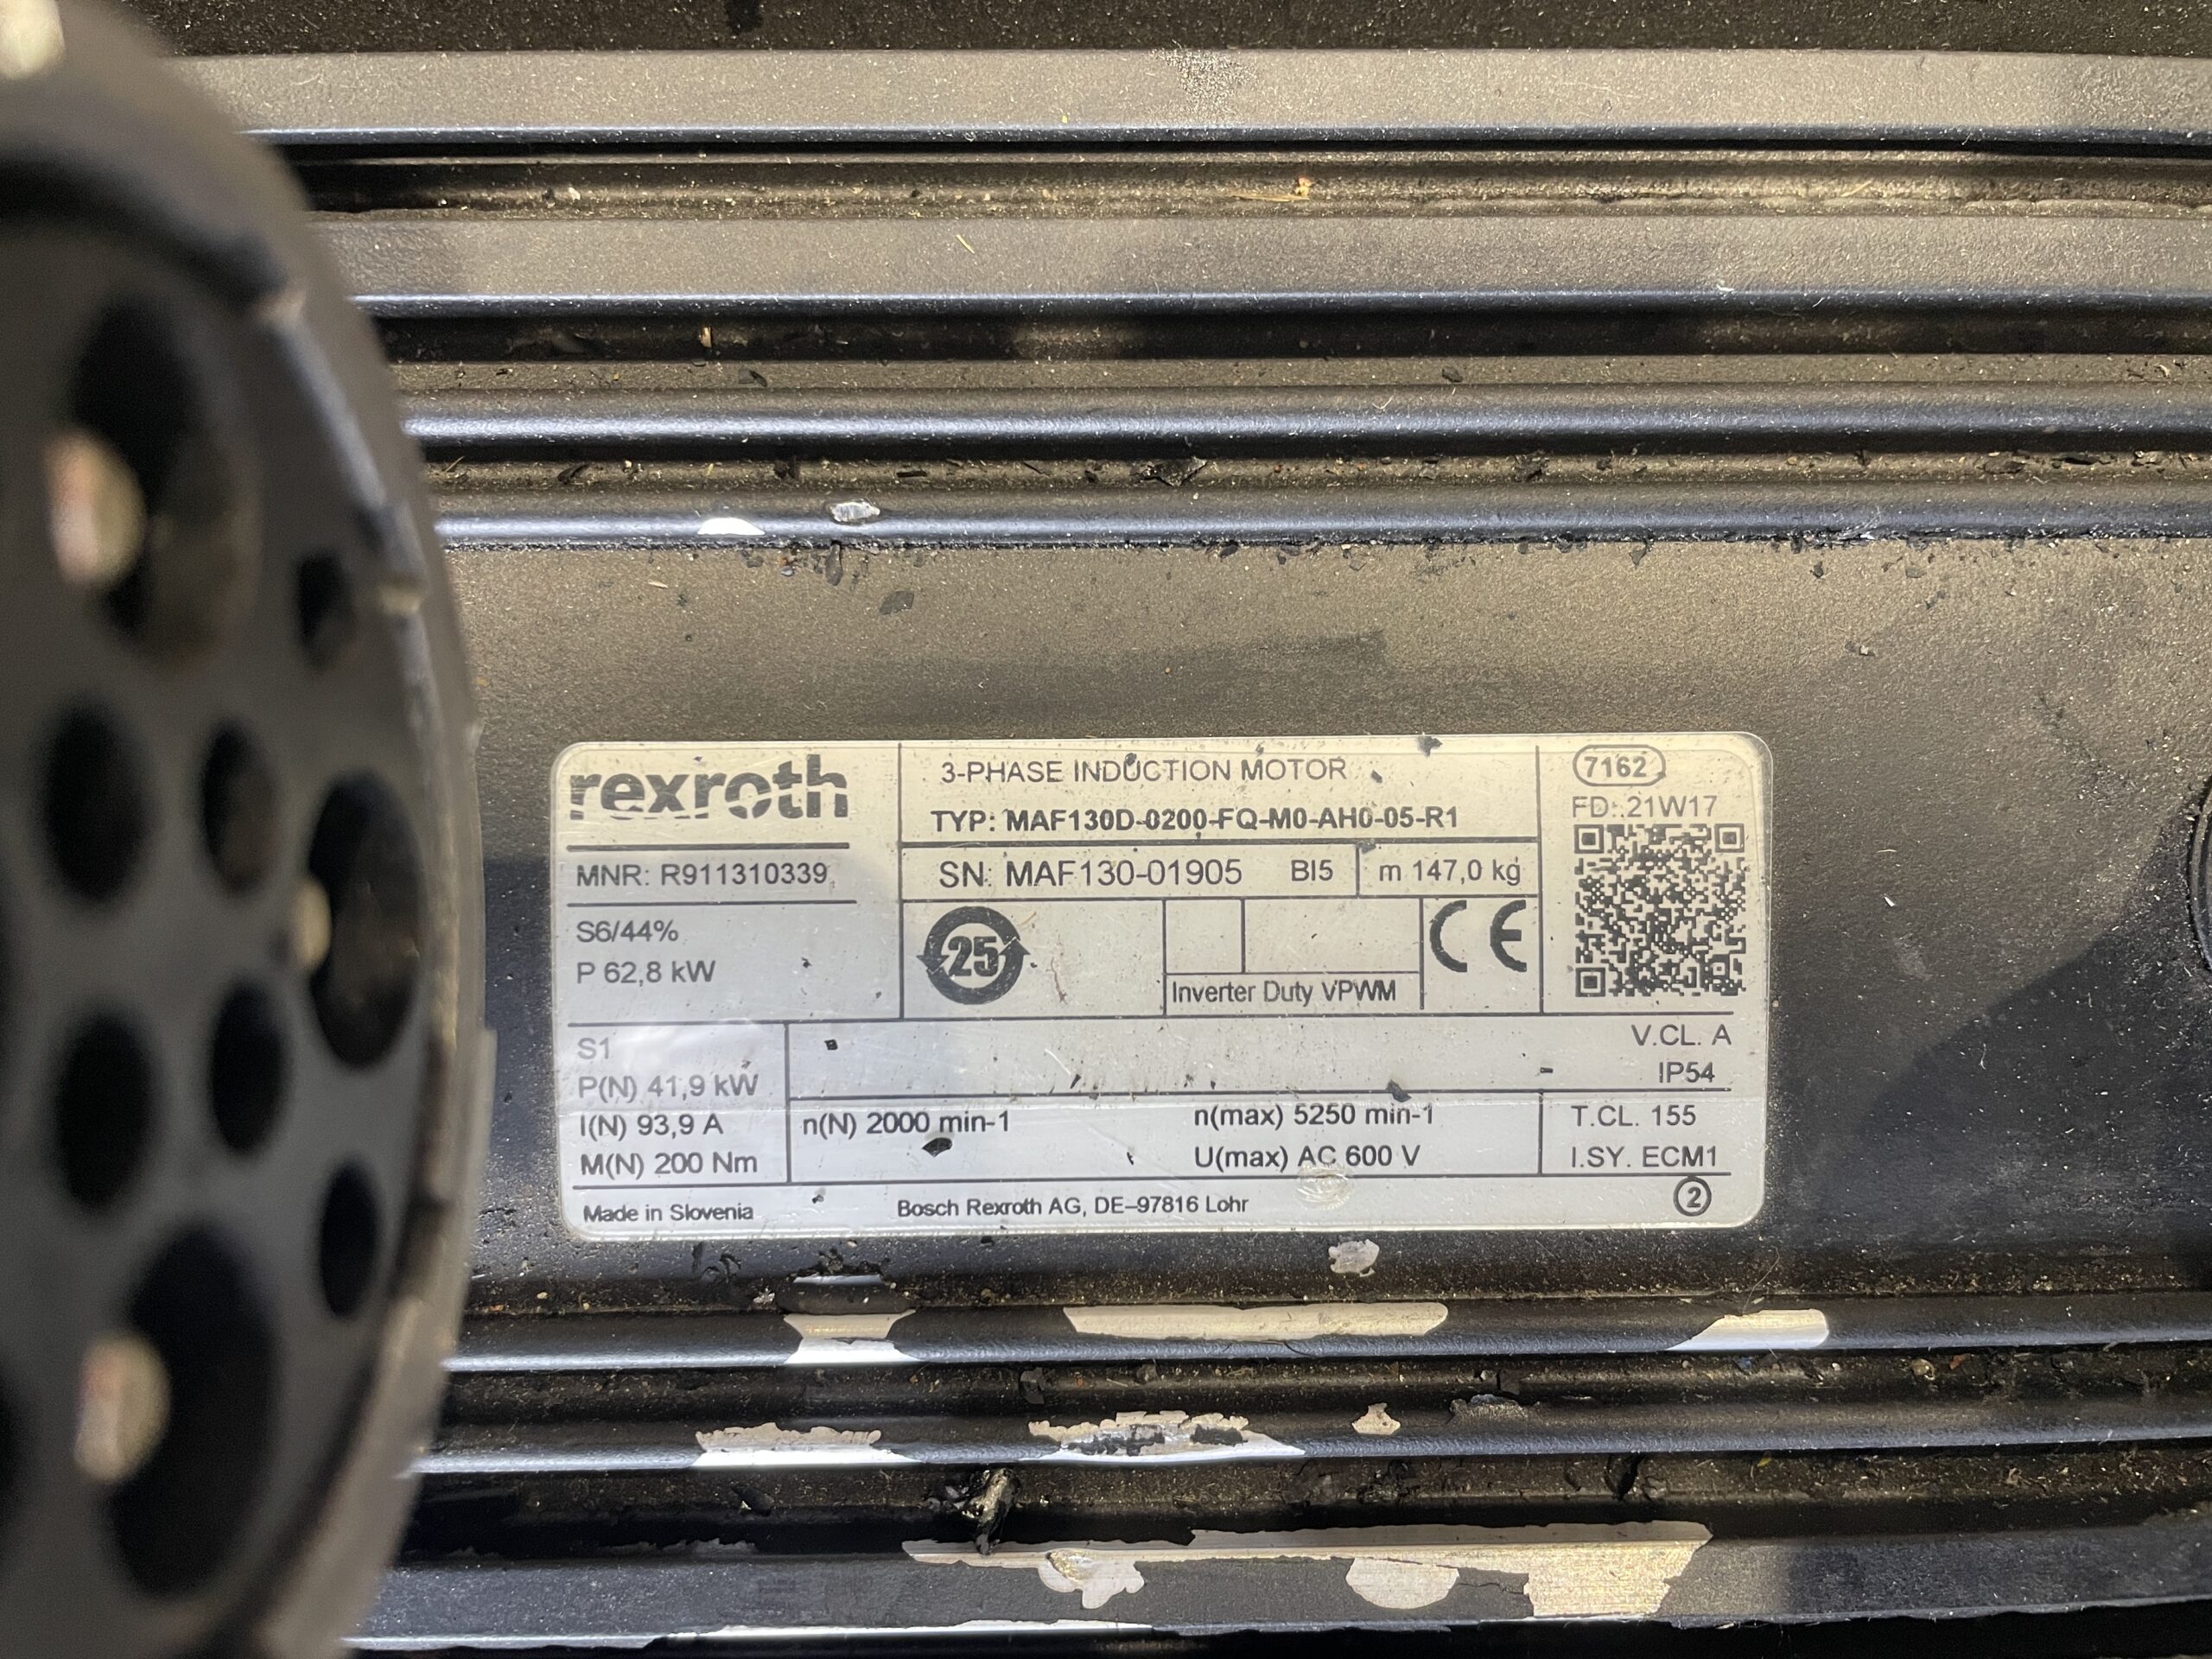 rexroth
3-PHASE INDUCTION MOTOR
TYP: MAF130D-0200-FQ-M0-AH0-05-R1
7162
FD: 21W17
MNR: R911310339
SN: MAF130-01905 BI5 m 147,0 kg
S6/44%
P 62,8 kW
25
CE
Inverter Duty VPWM
V.CL. A
IP54
S1
P(N) 41,9 kW
I(N) 93,9 A
M(N) 200 Nm
n(N) 2000 min-1
n(max) 5250 min-1
U(max) AC 600 V
T.CL. 155
I.SY. ECM1
2
Made in Slovenia
Bosch Rexroth AG, DE-97816 Lohr